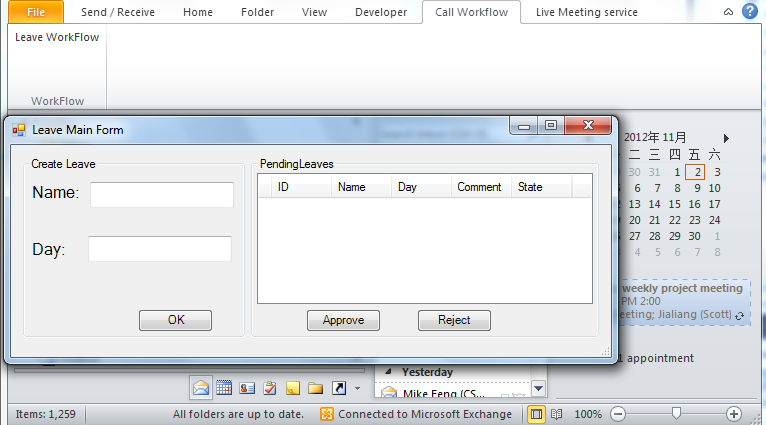 File Send / Receive Home Folder View Developer Call Workflow Live Meeting service
Leave WorkFlow
WorkFlow
Leave Main Form
Create Leave
Name:
Day:
OK
PendingLeaves
ID Name Day Comment State
Approve Reject
2012年 11月
二 三 四 五 六
30 31 1 2 3
6 7 8 9 10
13 14 15 16 17
20 21 22 23 24
27 28 29 30 1
4 5 6 7 8
weekly project meeting
PM 2:00
eeting; Jialiang (Scott)
1 appointment
Yesterday
Mike Feng (CS...
Items: 1,259 All folders are up to date. Connected to Microsoft Exchange 100%